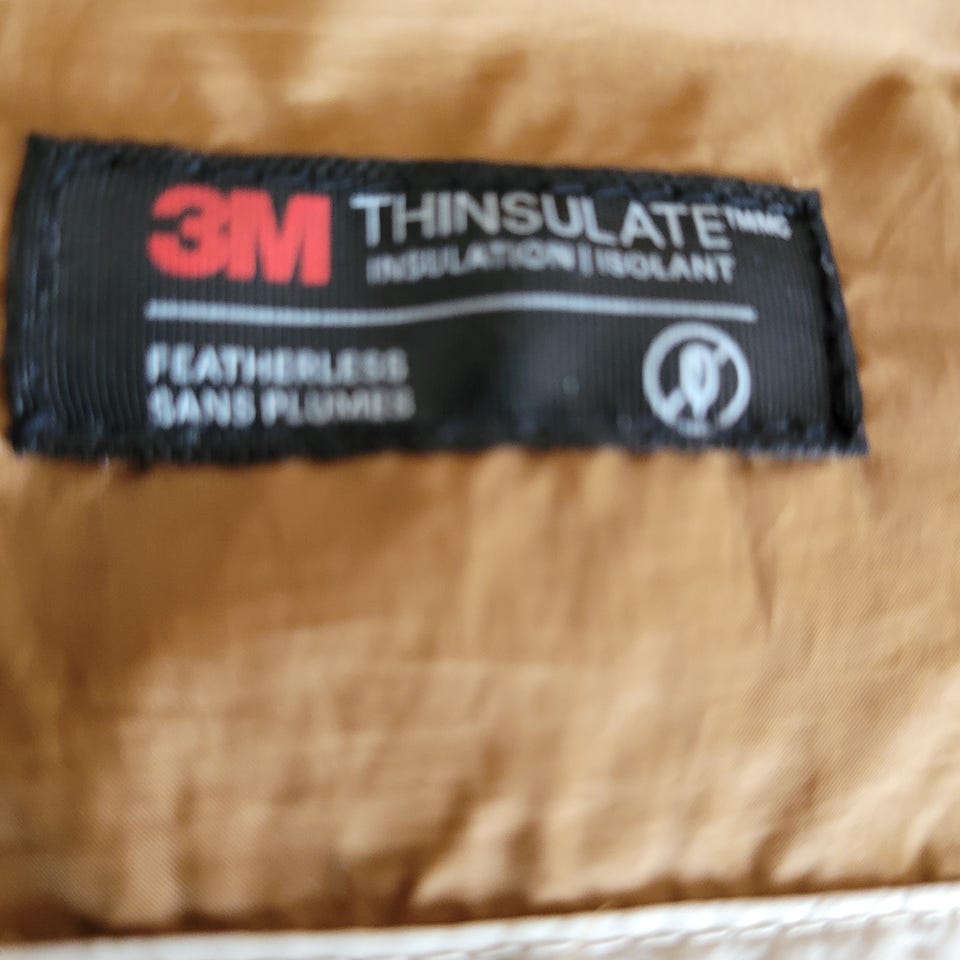 3M THINSULATE™MC
INSULATION | ISOLANT
FEATHERLESS
SANS PLUMES